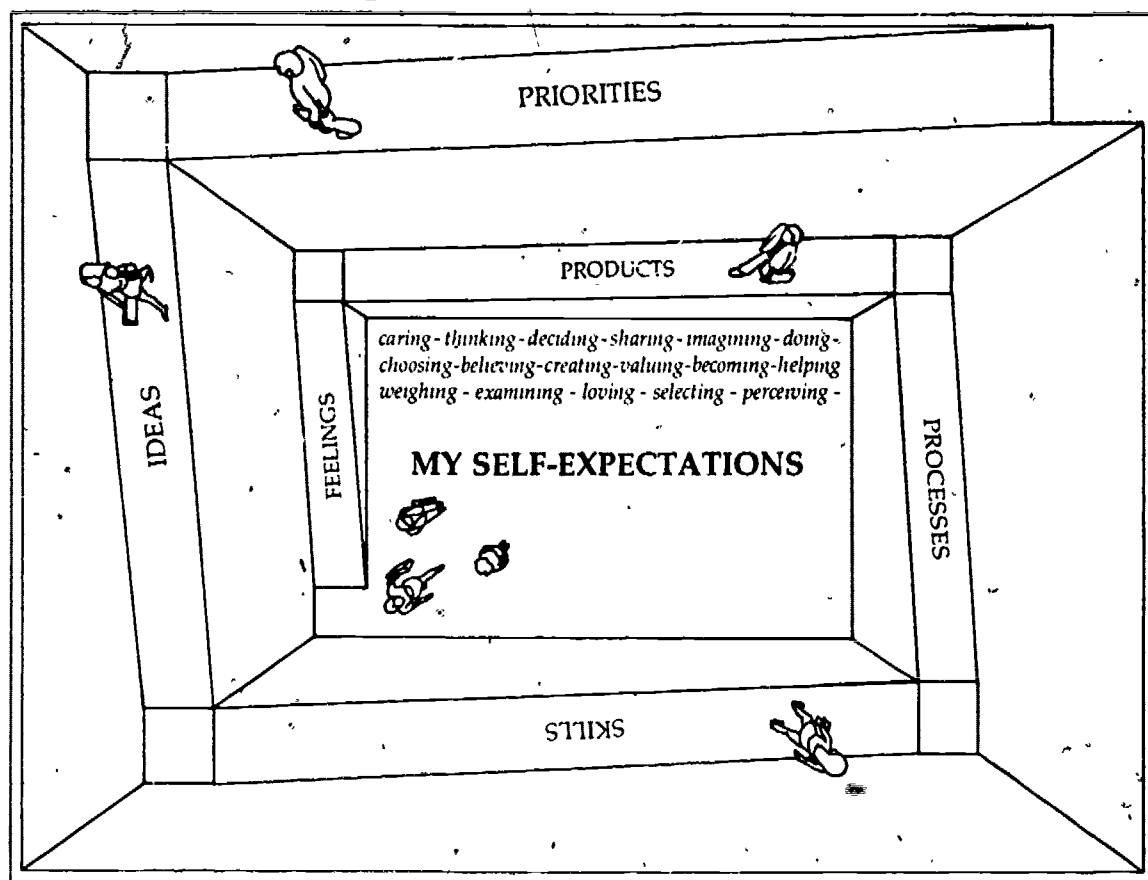 PRIORITIES
PRODUCTS
caring - thinking - deciding - sharing - imagining - doing -
choosing-believing-creating-valuing-becoming-helping
weighing - examining - loving - selecting - perceiving -
IDEAS
FEELINGS
MY SELF-EXPECTATIONS
PROCESSES
SKILLS